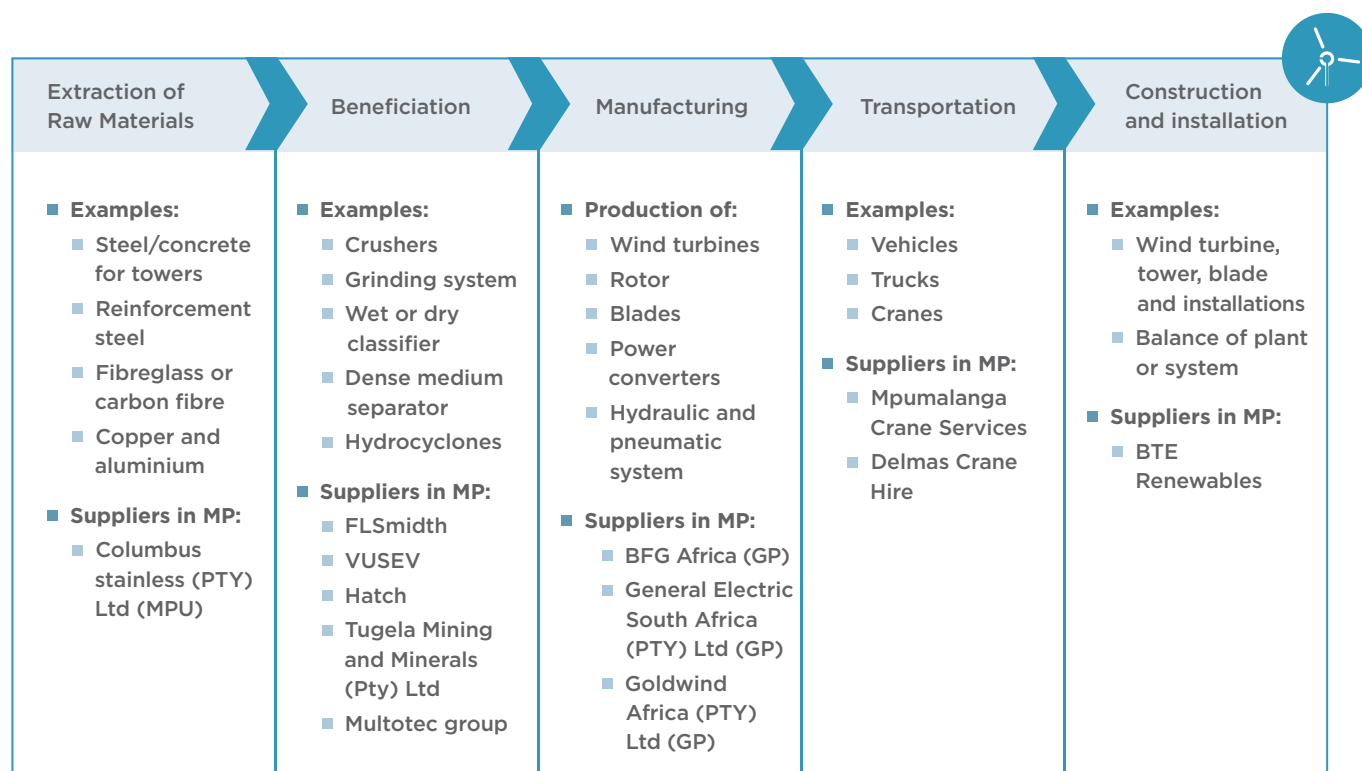 Extraction of
Raw Materials
Beneficiation
Manufacturing
Transportation
Construction
and installation
Examples:
Steel/concrete
for towers
Reinforcement
steel
Fibreglass or
carbon fibre
Copper and
aluminium
Suppliers in MP:
Columbus
stainless (PTY)
Ltd (MPU)
Examples:
Crushers
Grinding system
Wet or dry
classifier
Dense medium
separator
Hydrocyclones
Suppliers in MP:
FLSmidth
VUSEV
Hatch
Tugela Mining
and Minerals
(Pty) Ltd
Multotec group
Production of:
Wind turbines
Rotor
Blades
Power
converters
Hydraulic and
pneumatic
system
Suppliers in MP:
BFG Africa (GP)
General Electric
South Africa
(PTY) Ltd (GP)
Goldwind
Africa (PTY)
Ltd (GP)
Examples:
Vehicles
Trucks
Cranes
Suppliers in MP:
Mpumalanga
Crane Services
Delmas Crane
Hire
Examples:
Wind turbine,
tower, blade
and installations
Balance of plant
or system
Suppliers in MP:
BTE
Renewables